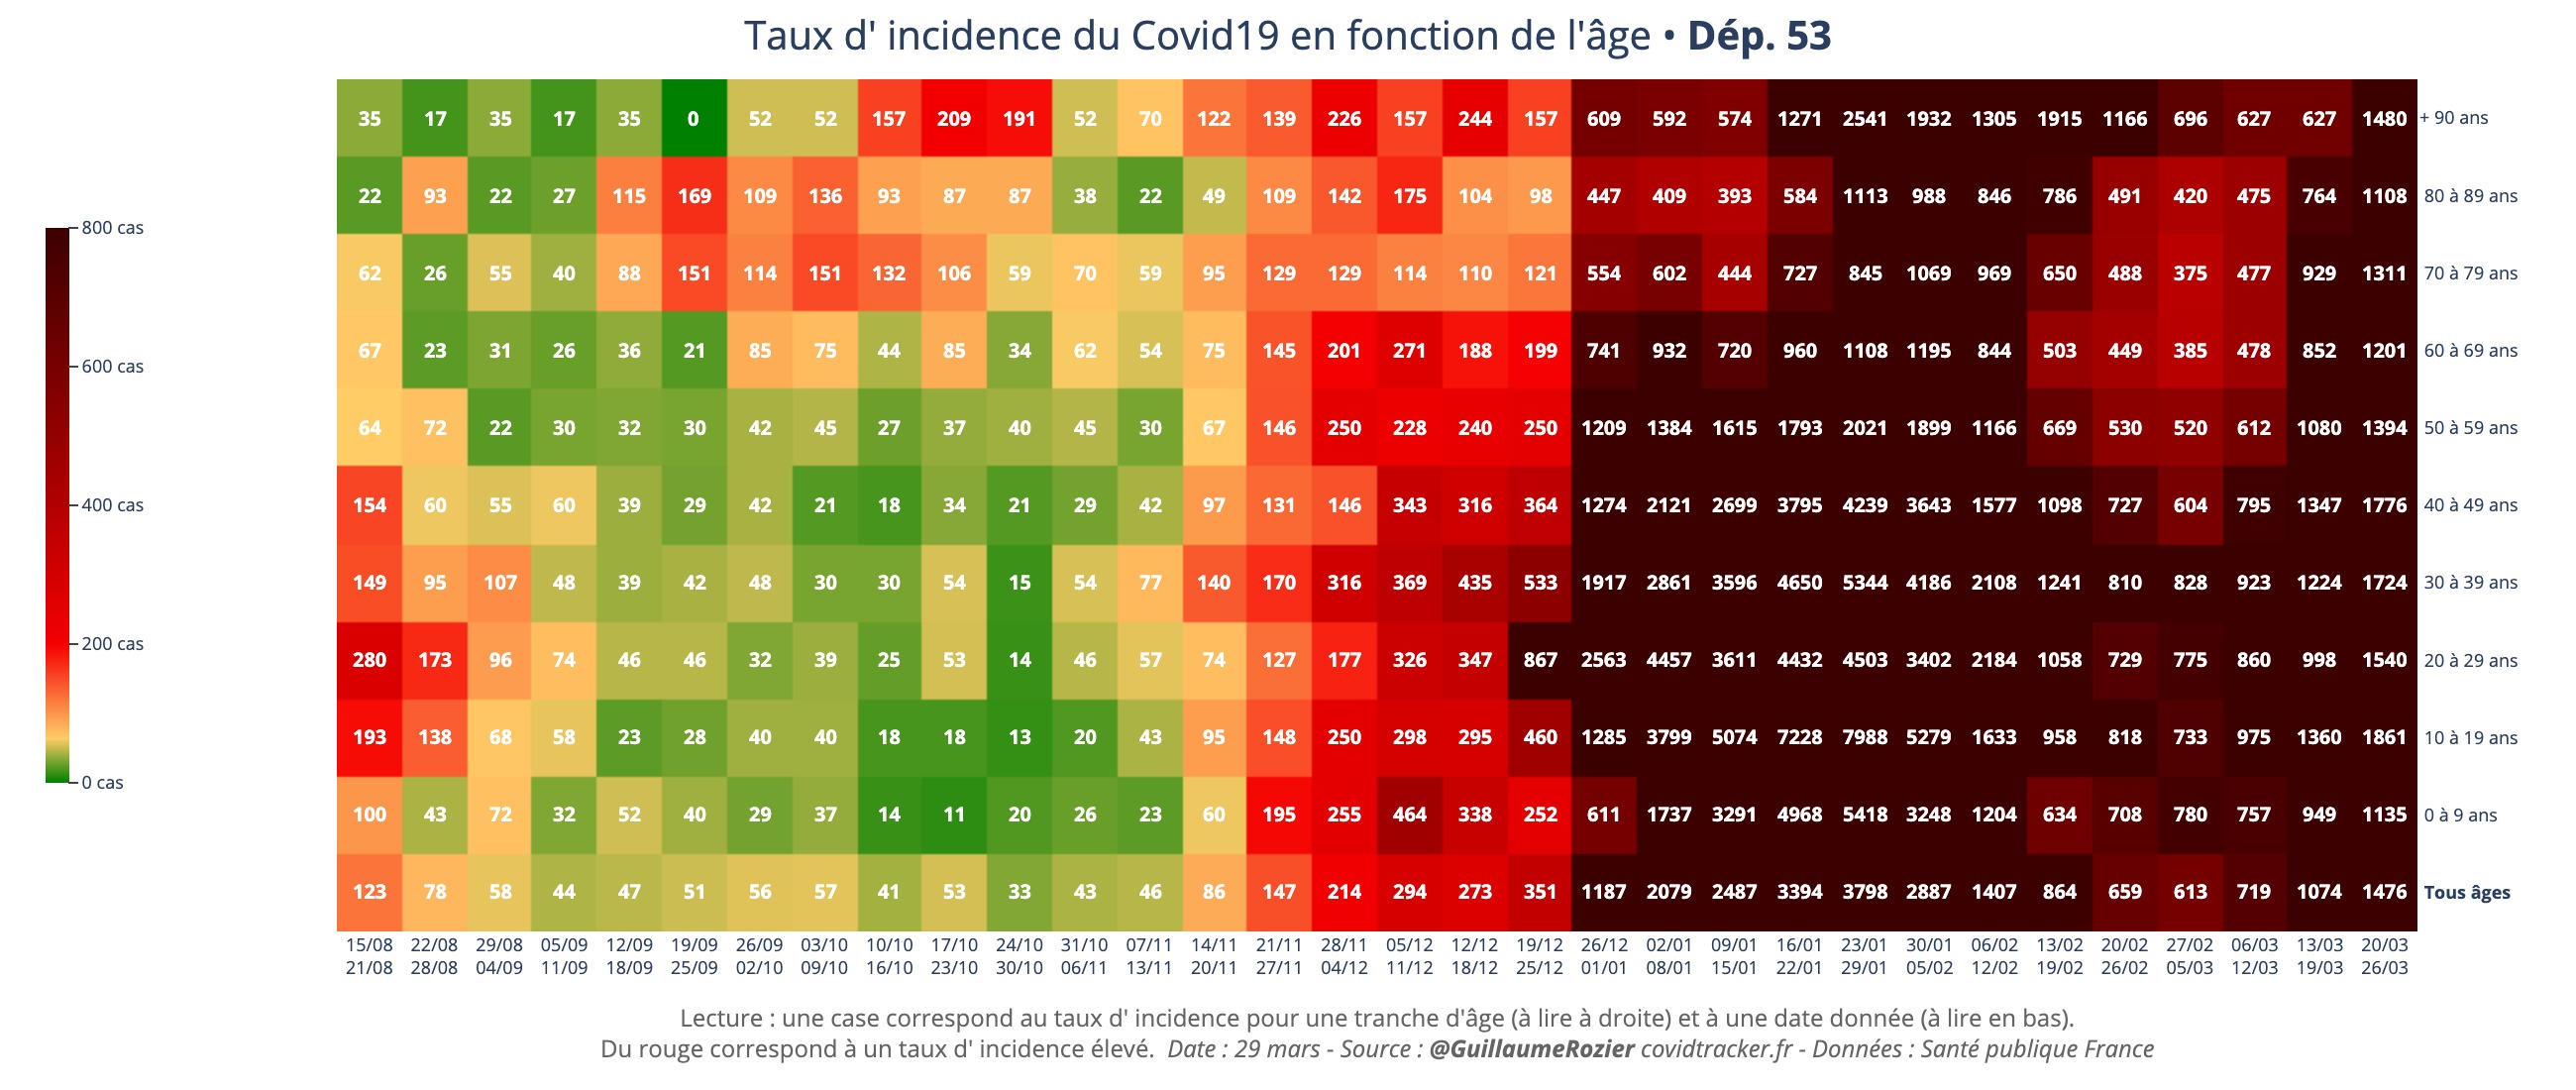 Taux d' incidence du Covid19 en fonction de l'âge • Dép. 53
35 17 35 17 35 0 52 52 157 209 191 52 70 122 139 226 157 244 157 609 592 574 1271 2541 1932 1305 1915 1166 696 627 627 1480 + 90 ans
22 93 22 27 115 169 109 136 93 87 87 38 22 49 109 142 175 104 98 447 409 393 584 1113 988 846 786 491 420 475 764 1108 80 à 89 ans
800 cas
62 26 55 40 88 151 114 151 132 106 59 70 59 95 129 129 114 110 121 554 602 444 727 845 1069 969 650 488 375 477 929 1311 70 à 79 ans
67 23 31 26 36 21 85 75 44 85 34 62 54 75 145 201 271 188 199 741 932 720 960 1108 1195 844 503 449 385 478 852 1201 60 à 69 ans
600 cas
64 72 22 30 32 30 42 45 27 37 40 45 30 67 146 250 228 240 250 1209 1384 1615 1793 2021 1899 1166 669 530 520 612 1080 1394 50 à 59 ans
400 cas
154 60 55 60 39 29 42 21 18 34 21 29 42 97 131 146 343 316 364 1274 2121 2699 3795 4239 3643 1577 1098 727 604 795 1347 1776 40 à 49 ans
149 95 107 48 39 42 48 30 30 54 15 54 77 140 170 316 369 435 533 1917 2861 3596 4650 5344 4186 2108 1241 810 828 923 1224 1724 30 à 39 ans
200 cas
280 173 96 74 46 46 32 39 25 53 14 46 57 74 127 177 326 347 867 2563 4457 3611 4432 4503 3402 2184 1058 729 775 860 998 1540 20 à 29 ans
193 138 68 58 23 28 40 40 18 18 13 20 43 95 148 250 298 295 460 1285 3799 5074 7228 7988 5279 1633 958 818 733 975 1360 1861 10 à 19 ans
0 cas
100 43 72 32 52 40 29 37 14 11 20 26 23 60 195 255 464 338 252 611 1737 3291 4968 5418 3248 1204 634 708 780 757 949 1135 0 à 9 ans
123 78 58 44 47 51 56 57 41 53 33 43 46 86 147 214 294 273 351 1187 2079 2487 3394 3798 2887 1407 864 659 613 719 1074 1476 Tous âges
15/08 22/08 29/08 05/09 12/09 19/09 26/09 03/10 10/10 17/10 24/10 31/10 07/11 14/11 21/11 28/11 05/12 12/12 19/12 26/12 02/01 09/01 16/01 23/01 30/01 06/02 13/02 20/02 27/02 06/03 13/03 20/03
21/08 28/08 04/09 11/09 18/09 25/09 02/10 09/10 16/10 23/10 30/10 06/11 13/11 20/11 27/11 04/12 11/12 18/12 25/12 01/01 08/01 15/01 22/01 29/01 05/02 12/02 19/02 26/02 05/03 12/03 19/03 26/03
Lecture : une case correspond au taux d' incidence pour une tranche d'âge (à lire à droite) et à une date donnée (à lire en bas).
Du rouge correspond à un taux d' incidence élevé. Date : 29 mars - Source : @GuillaumeRozier covidtracker.fr - Données : Santé publique France